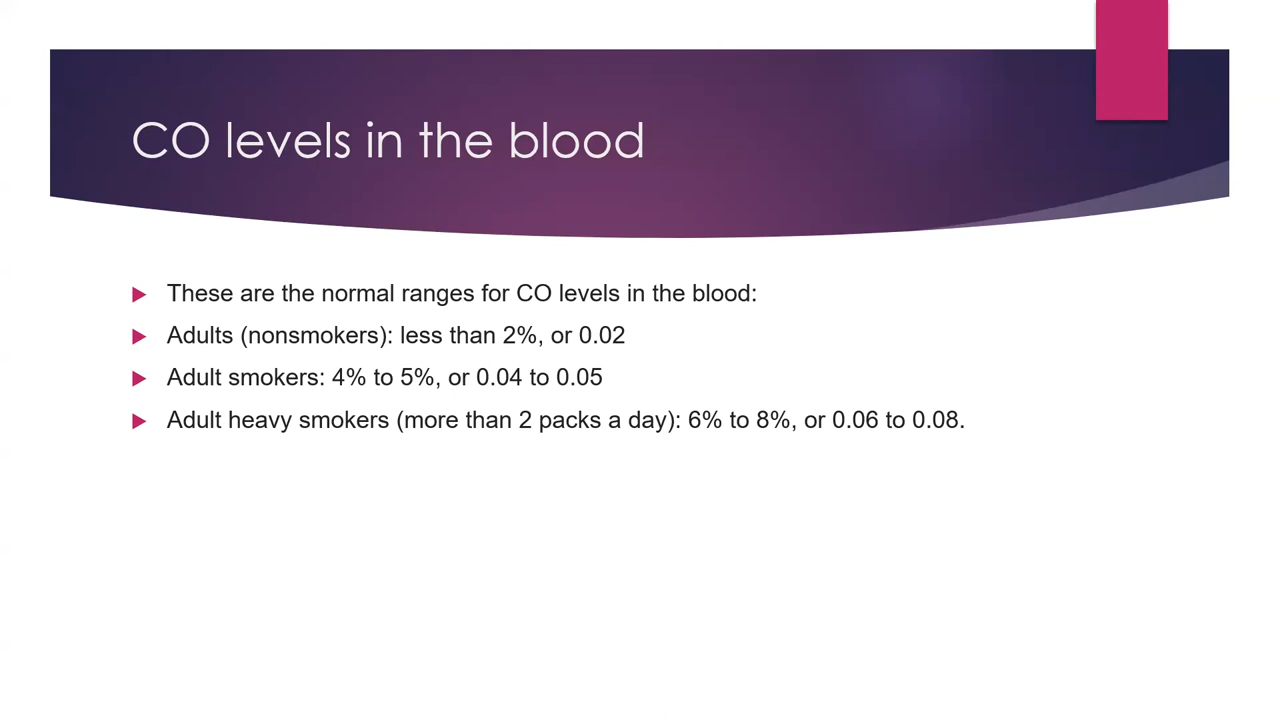 CO levels in the blood
These are the normal ranges for CO levels in the blood:
Adults (nonsmokers): less than 2%, or 0.02
Adult smokers: 4% to 5%, or 0.04 to 0.05
Adult heavy smokers (more than 2 packs a day): 6% to 8%, or 0.06 to 0.08.